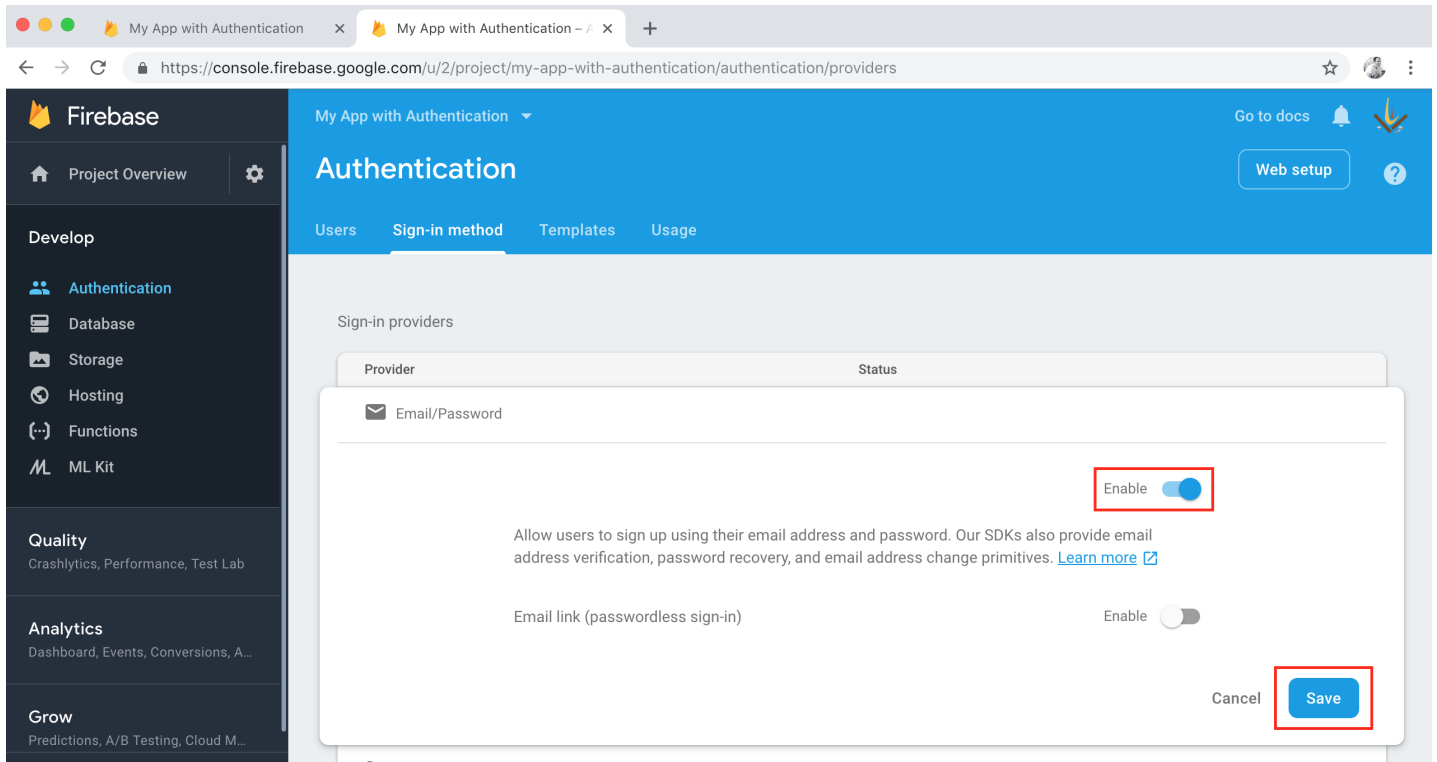 My App with Authentication
My App with Authentication – A
https://console.firebase.google.com/u/2/project/my-app-with-authentication/authentication/providers
Firebase
My App with Authentication
Go to docs
Project Overview
Authentication
Web setup
?
Users
Sign-in method
Templates
Usage
Develop
Authentication
Database
Storage
Hosting
Functions
ML Kit
Quality
Crashlytics, Performance, Test Lab
Analytics
Dashboard, Events, Conversions, A...
Grow
Predictions, A/B Testing, Cloud M...
Sign-in providers
Provider
Status
Email/Password
Enable
Allow users to sign up using their email address and password. Our SDKs also provide email
address verification, password recovery, and email address change primitives. Learn more
Email link (passwordless sign-in)
Enable
Cancel
Save